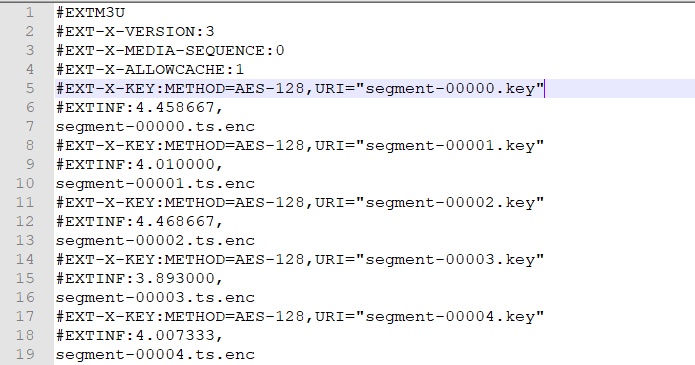 1 #EXTM3U
2 #EXT-X-VERSION:3
3 #EXT-X-MEDIA-SEQUENCE:0
4 #EXT-X-ALLOWCACHE:1
5 #EXT-X-KEY:METHOD=AES-128,URI="segment-00000.key"
6 #EXTINF:4.458667,
7 segment-00000.ts.enc
8 #EXT-X-KEY:METHOD=AES-128,URI="segment-00001.key"
9 #EXTINF:4.010000,
10 segment-00001.ts.enc
11 #EXT-X-KEY:METHOD=AES-128,URI="segment-00002.key"
12 #EXTINF:4.468667,
13 segment-00002.ts.enc
14 #EXT-X-KEY:METHOD=AES-128,URI="segment-00003.key"
15 #EXTINF:3.893000,
16 segment-00003.ts.enc
17 #EXT-X-KEY:METHOD=AES-128,URI="segment-00004.key"
18 #EXTINF:4.007333,
19 segment-00004.ts.enc